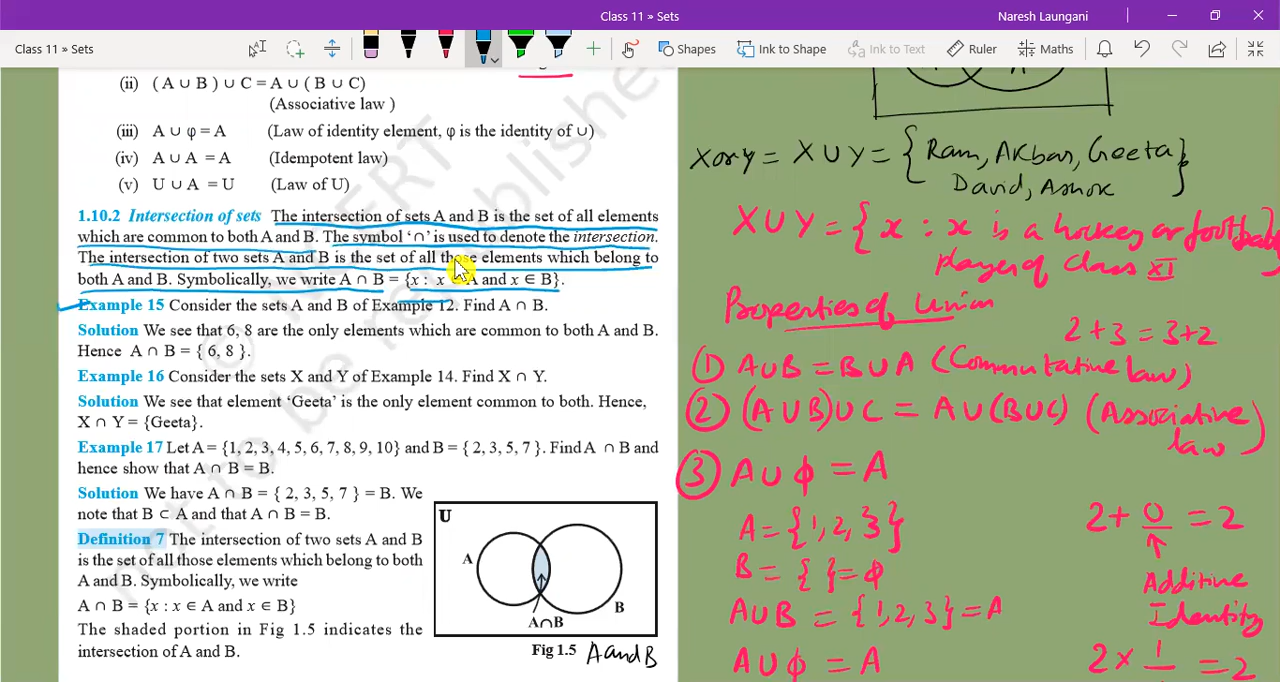 Class 11 » Sets
Naresh Laungani
Class 11 » Sets
Shapes
Ink to Shape
Ink to Text
Ruler
Maths
(ii) (A ∪ B) ∪ C = A ∪ (B ∪ C)
(Associative law )
(iii) A ∪ φ = A (Law of identity element, φ is the identity of ∪)
(iv) A ∪ A = A (Idempotent law)
(v) U ∪ A = U (Law of U)
1.10.2 Intersection of sets The intersection of sets A and B is the set of all elements
which are common to both A and B. The symbol ‘∩’ is used to denote the intersection.
The intersection of two sets A and B is the set of all those elements which belong to
both A and B. Symbolically, we write A ∩ B = {x : x A and x ∈ B}.
Example 15 Consider the sets A and B of Example 12. Find A ∩ B.
Solution We see that 6, 8 are the only elements which are common to both A and B.
Hence A ∩ B = { 6, 8 }.
Example 16 Consider the sets X and Y of Example 14. Find X ∩ Y.
Solution We see that element ‘Geeta’ is the only element common to both. Hence,
X ∩ Y = {Geeta}.
Example 17 Let A = {1, 2, 3, 4, 5, 6, 7, 8, 9, 10} and B = { 2, 3, 5, 7 }. Find A ∩ B and
hence show that A ∩ B = B.
Solution We have A ∩ B = { 2, 3, 5, 7 } = B. We
note that B ⊂ A and that A ∩ B = B.
Definition 7 The intersection of two sets A and B
is the set of all those elements which belong to both
A and B. Symbolically, we write
A ∩ B = {x : x ∈ A and x ∈ B}
The shaded portion in Fig 1.5 indicates the
intersection of A and B.
U
A
B
A∩B
Fig 1.5 A and B
© NCERT
not to be republished
X or Y = X ∪ Y = { Ram, Akbar, Geeta
David, Ashok }
X ∪ Y = { x : x is a hockey or football
player of class XI
Properties of Union
2 + 3 = 3 + 2
① A ∪ B = B ∪ A (Commutative law)
② (A ∪ B) ∪ C = A ∪ (B ∪ C) (Associative
law)
③ A ∪ ϕ = A
A = {1, 2, 3}
B = { } = ϕ
A ∪ B = {1, 2, 3} = A
A ∪ ϕ = A
2 + 0 = 2
↑
Additive
Identity
2 × 1 = 2